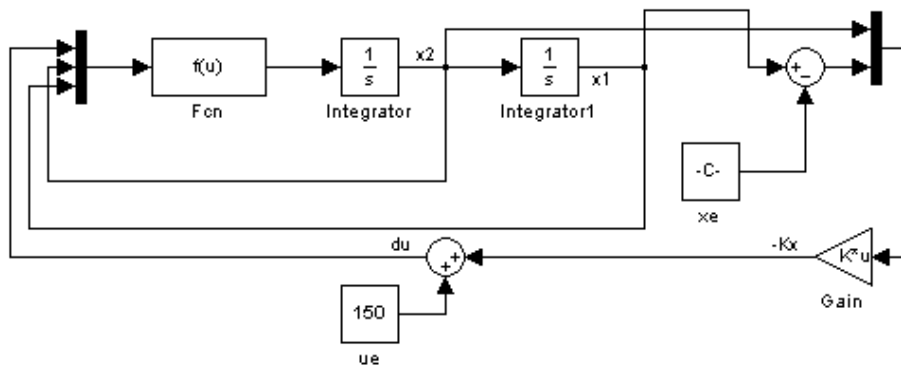 f(u)
Fcn
1
s
Integrator
x2
1
s
Integrator1
x1
+
-
-C-
xe
du
+
+
-Kx
K*u
Gain
150
ue